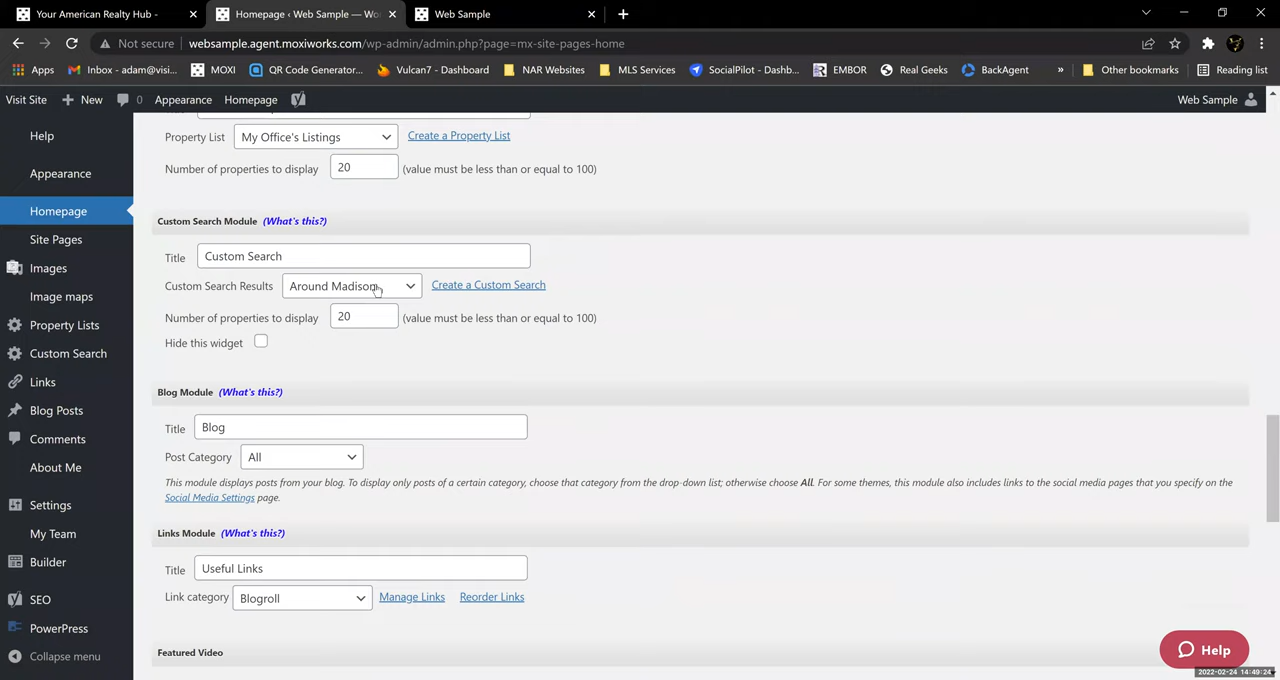 Your American Realty Hub -
Homepage ‹ Web Sample — Wo
Web Sample
Not secure
websample.agent.moxiworks.com/wp-admin/admin.php?page=mx-site-pages-home
Apps
Inbox - adam@visi...
MOXI
QR Code Generator...
Vulcan7 - Dashboard
NAR Websites
MLS Services
SocialPilot - Dashb...
EMBOR
Real Geeks
BackAgent
»
Other bookmarks
Reading list
Visit Site
+ New
0
Appearance
Homepage
Web Sample
Help
Appearance
Homepage
Site Pages
Images
Image maps
Property Lists
Custom Search
Links
Blog Posts
Comments
About Me
Settings
My Team
Builder
SEO
PowerPress
Collapse menu
Property List My Office's Listings Create a Property List
Number of properties to display 20 (value must be less than or equal to 100)
Custom Search Module (What's this?)
Title Custom Search
Custom Search Results Around Madison Create a Custom Search
Number of properties to display 20 (value must be less than or equal to 100)
Hide this widget
Blog Module (What's this?)
Title Blog
Post Category All
This module displays posts from your blog. To display only posts of a certain category, choose that category from the drop-down list; otherwise choose All. For some themes, this module also includes links to the social media pages that you specify on the
Social Media Settings page.
Links Module (What's this?)
Title Useful Links
Link category Blogroll Manage Links Reorder Links
Featured Video
Help
2022-02-24 14:49:24